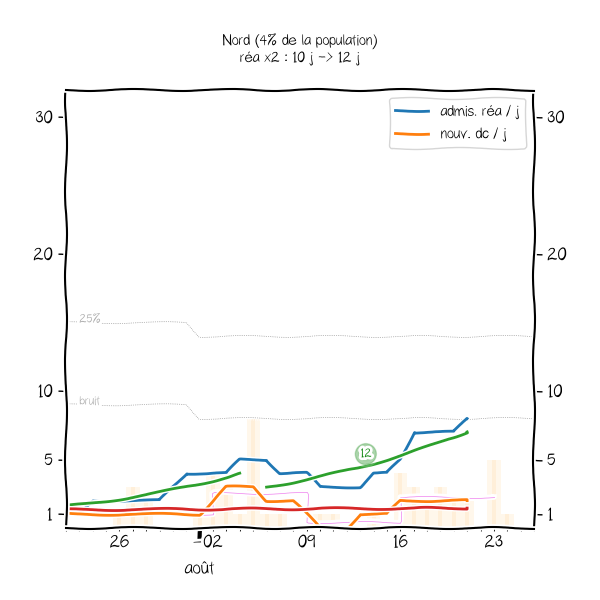 Nord (4% de la population)
réa x2 : 10 j -> 12 j
admis. réa / j
nouv. dc / j
30 30
20 20
25%
10 10
bruit
12
5 5
1 1
26 02 09 16 23
août